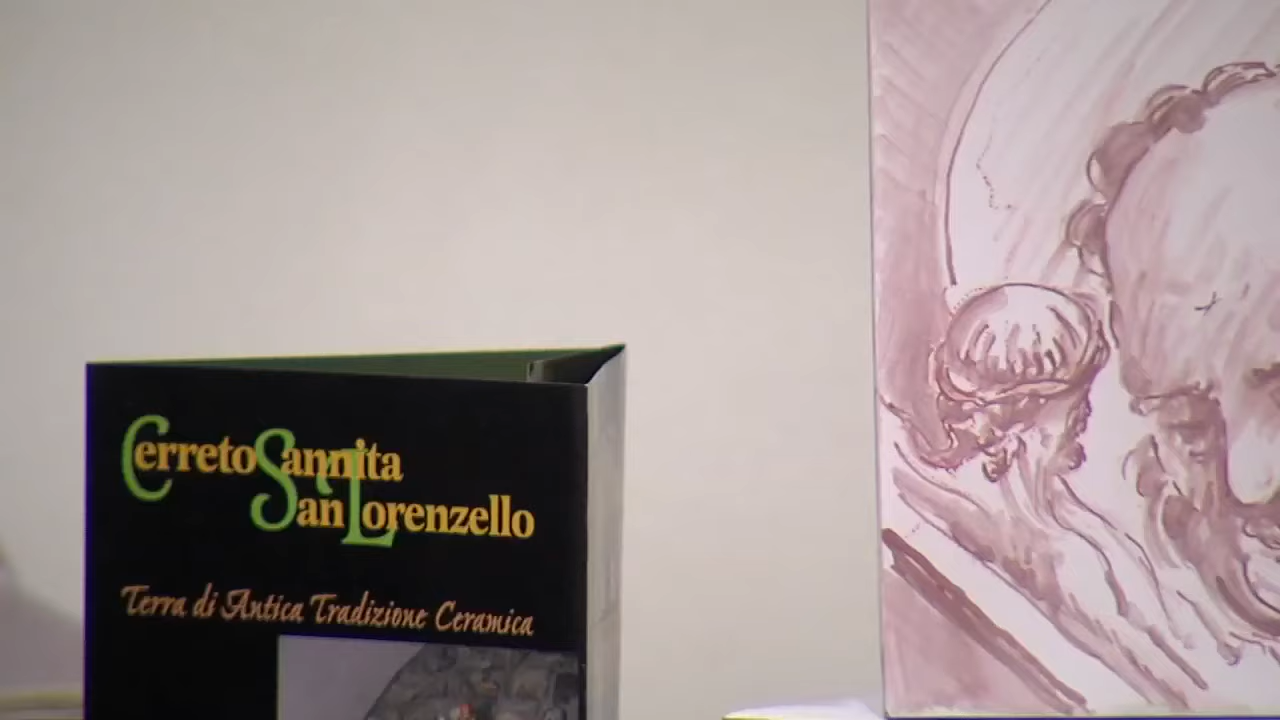 Cerreto Sannita
San Lorenzello
Terra di Antica Tradizione Ceramica